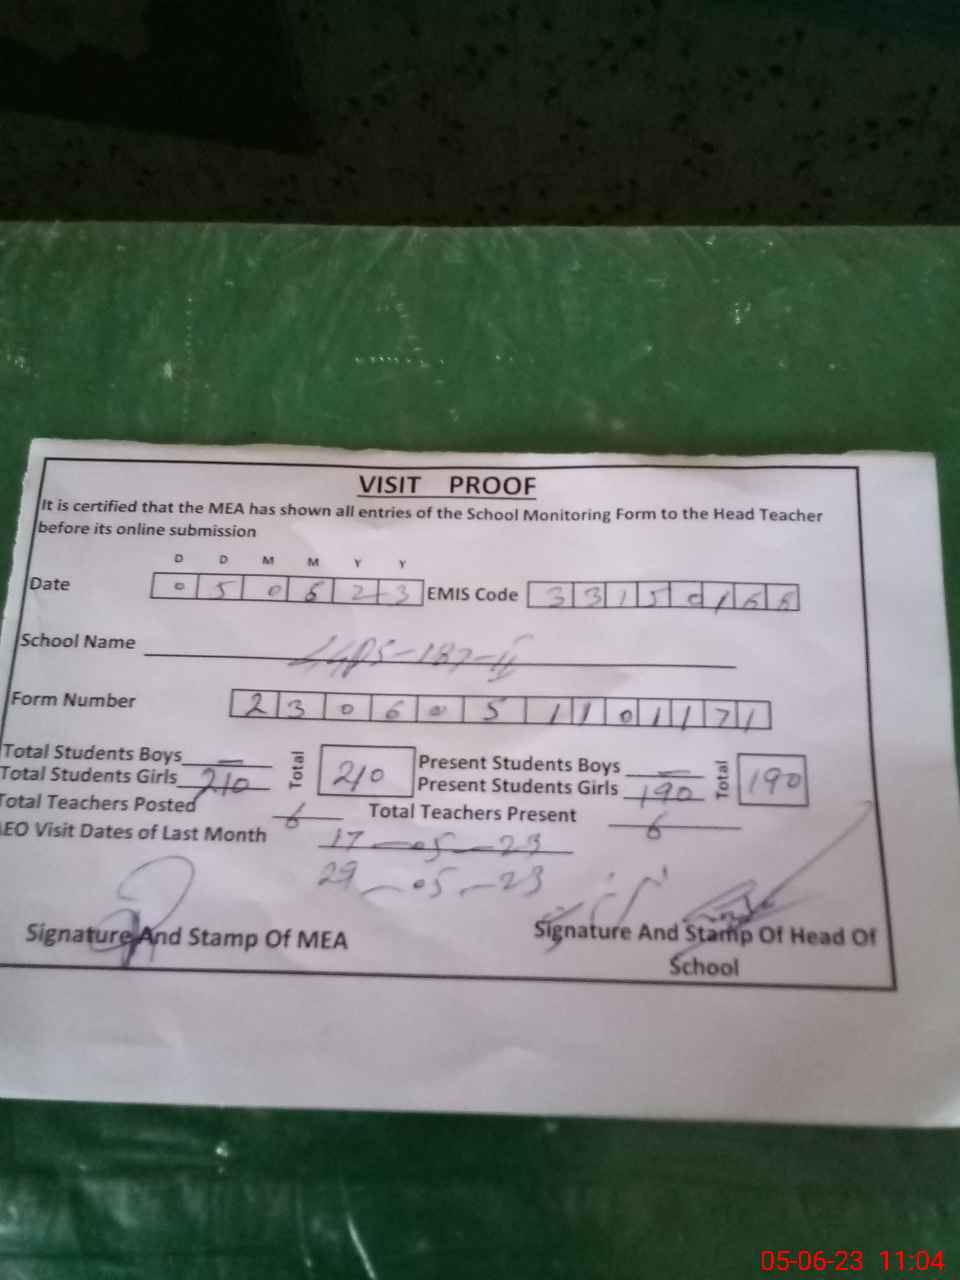 VISIT PROOF
It is certified that the MEA has shown all entries of the School Monitoring Form to the Head Teacher
before its online submission
D D M M Y Y
Date 0 5 0 6 2 3 EMIS Code 3 3 1 5 0 1 6 6
School Name -187-
Form Number 2 3 0 6 0 5 1 1 0 1 1 7 1
Total Students Boys — Total 210 Present Students Boys — Total 190
Total Students Girls 210 Present Students Girls 190
Total Teachers Posted 6 Total Teachers Present 6
AEO Visit Dates of Last Month 17-05-23
29-05-23
Signature And Stamp Of MEA Signature And Stamp Of Head Of
School
05-06-23 11:04